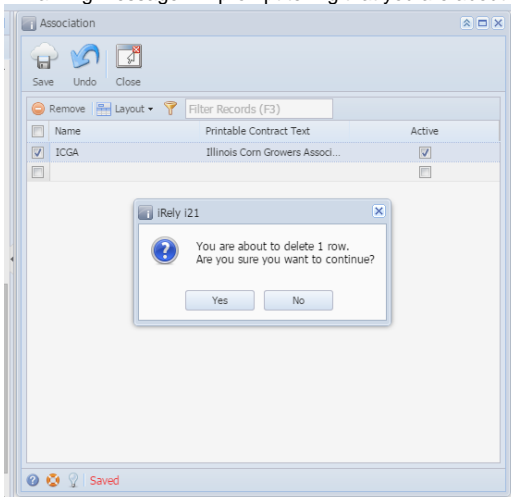 Association
Save Undo Close
Remove Layout Filter Records (F3)
Name Printable Contract Text Active
ICGA Illinois Corn Growers Associ...
iRely i21
You are about to delete 1 row.
Are you sure you want to continue?
Yes No
Saved